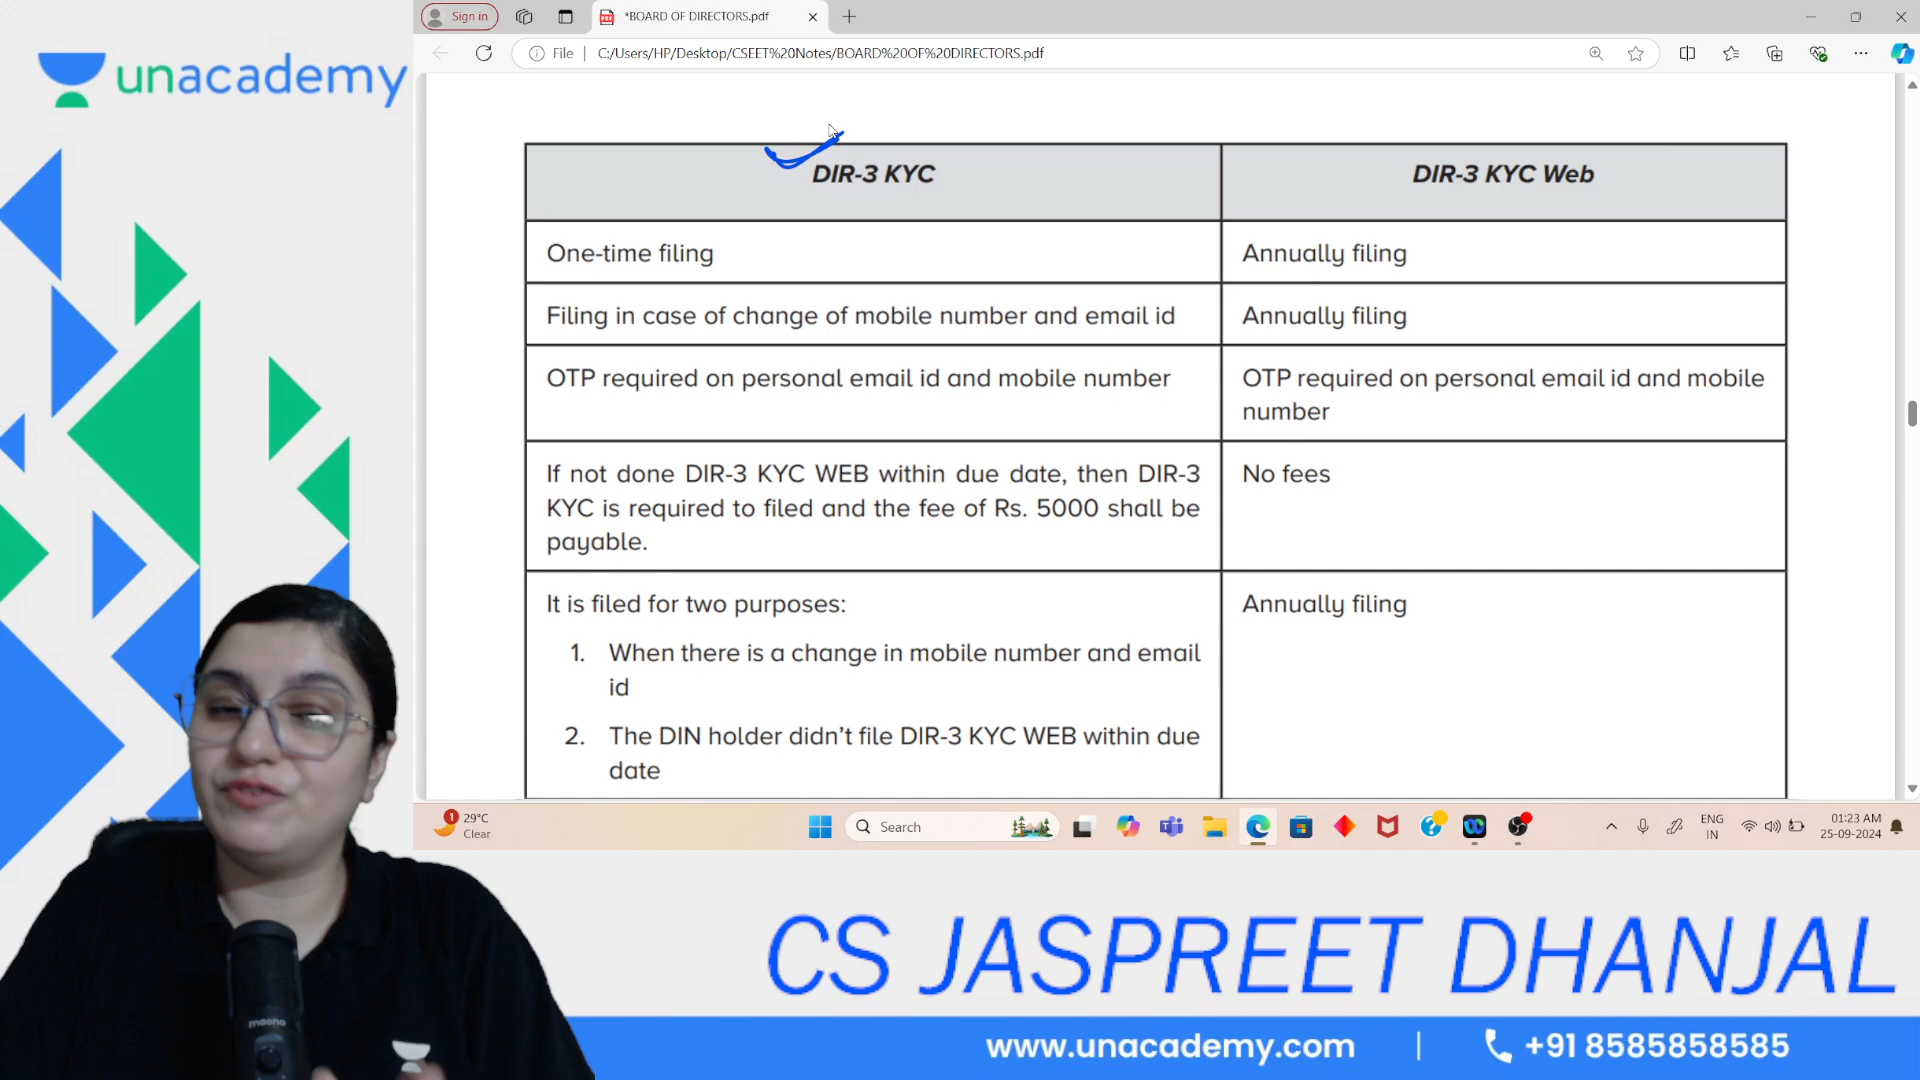 unacademy
Sign in
*BOARD OF DIRECTORS.pdf
File
C:/Users/HP/Desktop/CSEET%20Notes/BOARD%20OF%20DIRECTORS.pdf
DIR-3 KYC
DIR-3 KYC Web
One-time filing
Annually filing
Filing in case of change of mobile number and email id
Annually filing
OTP required on personal email id and mobile number
OTP required on personal email id and mobile
number
If not done DIR-3 KYC WEB within due date, then DIR-3
KYC is required to filed and the fee of Rs. 5000 shall be
payable.
No fees
It is filed for two purposes:
1. When there is a change in mobile number and email
id
2. The DIN holder didn't file DIR-3 KYC WEB within due
date
Annually filing
1
29°C
Clear
Search
ENG
IN
01:23 AM
25-09-2024
maono
CS JASPREET DHANJAL
www.unacademy.com | +91 8585858585